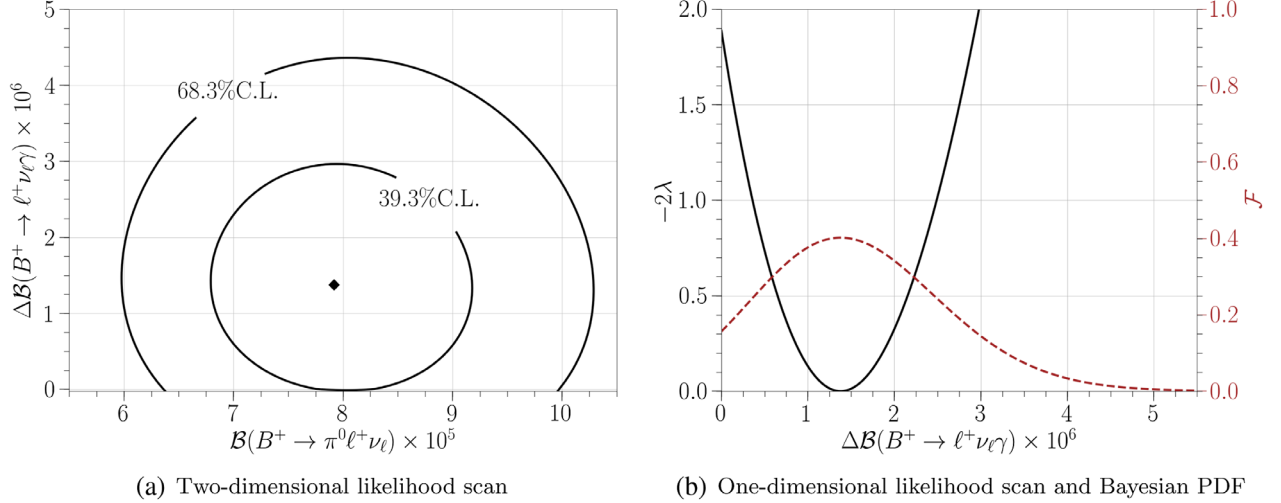 5
4
3
2
1
0
ΔB(B⁺ → ℓ⁺νℓγ) × 10⁶
68.3%C.L.
39.3%C.L.
6 7 8 9 10
B(B⁺ → π⁰ℓ⁺νℓ) × 10⁵
(a) Two-dimensional likelihood scan
2.0
1.5
1.0
0.5
0.0
−2λ
1.0
0.8
0.6
0.4
0.2
0.0
F
0 1 2 3 4 5
ΔB(B⁺ → ℓ⁺νℓγ) × 10⁶
(b) One-dimensional likelihood scan and Bayesian PDF